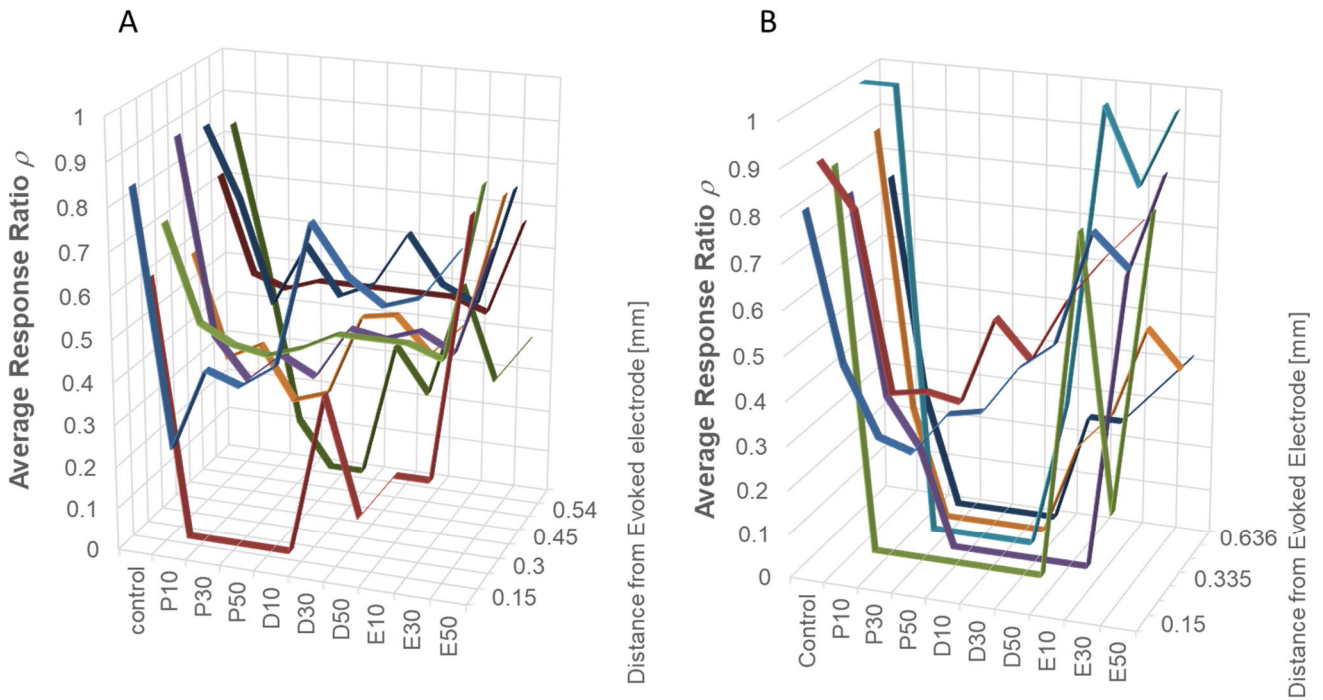 A
Average Response Ratio ρ
1
0.9
0.8
0.7
0.6
0.5
0.4
0.3
0.2
0.1
0
control
P10
P30
P50
D10
D30
D50
E10
E30
E50
0.15
0.3
0.45
0.54
Distance from Evoked electrode [mm]
B
Average Response Ratio ρ
1
0.9
0.8
0.7
0.6
0.5
0.4
0.3
0.2
0.1
0
Control
P10
P30
P50
D10
D30
D50
E10
E30
E50
0.15
0.335
0.636
Distance from Evoked Electrode [mm]